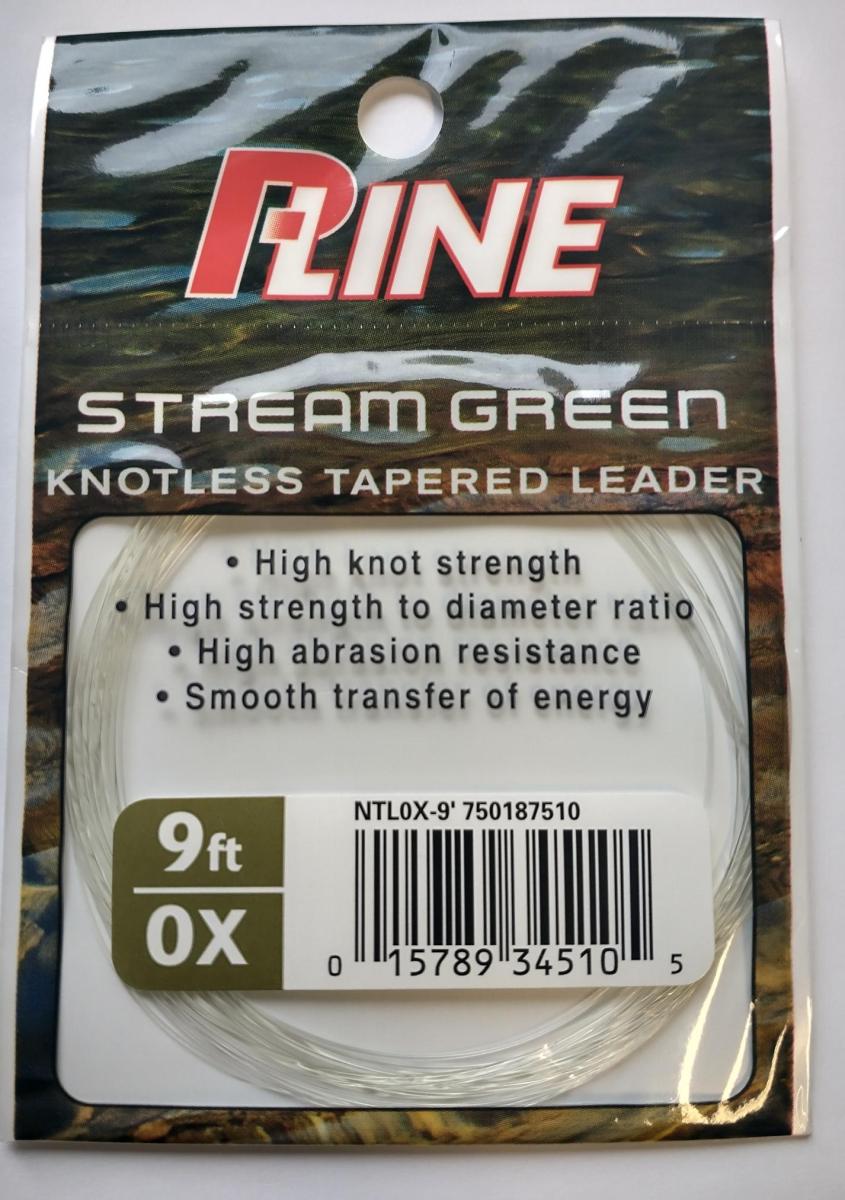 P-LINE
STREAM GREEN
KNOTLESS TAPERED LEADER
• High knot strength
• High strength to diameter ratio
• High abrasion resistance
• Smooth transfer of energy
9ft
0X
NTL0X-9' 750187510
0 15789 34510 5